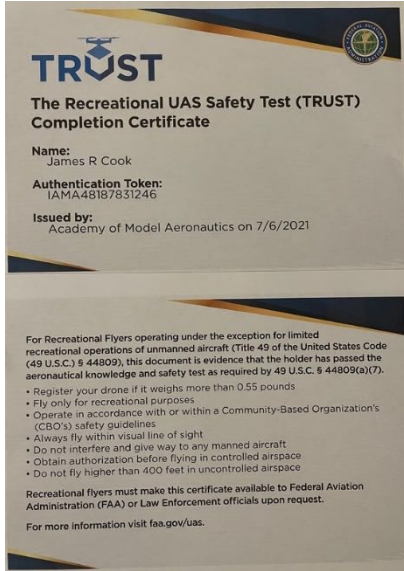 FEDERAL AVIATION
ADMINISTRATION
TRUST
The Recreational UAS Safety Test (TRUST)
Completion Certificate
Name:
James R Cook
Authentication Token:
IAMA48187831246
Issued by:
Academy of Model Aeronautics on 7/6/2021
For Recreational Flyers operating under the exception for limited
recreational operations of unmanned aircraft (Title 49 of the United States Code
(49 U.S.C.) § 44809), this document is evidence that the holder has passed the
aeronautical knowledge and safety test as required by 49 U.S.C. § 44809(a)(7).
• Register your drone if it weighs more than 0.55 pounds
• Fly only for recreational purposes
• Operate in accordance with or within a Community-Based Organization's
(CBO's) safety guidelines
• Always fly within visual line of sight
• Do not interfere and give way to any manned aircraft
• Obtain authorization before flying in controlled airspace
• Do not fly higher than 400 feet in uncontrolled airspace
Recreational flyers must make this certificate available to Federal Aviation
Administration (FAA) or Law Enforcement officials upon request.
For more information visit faa.gov/uas.